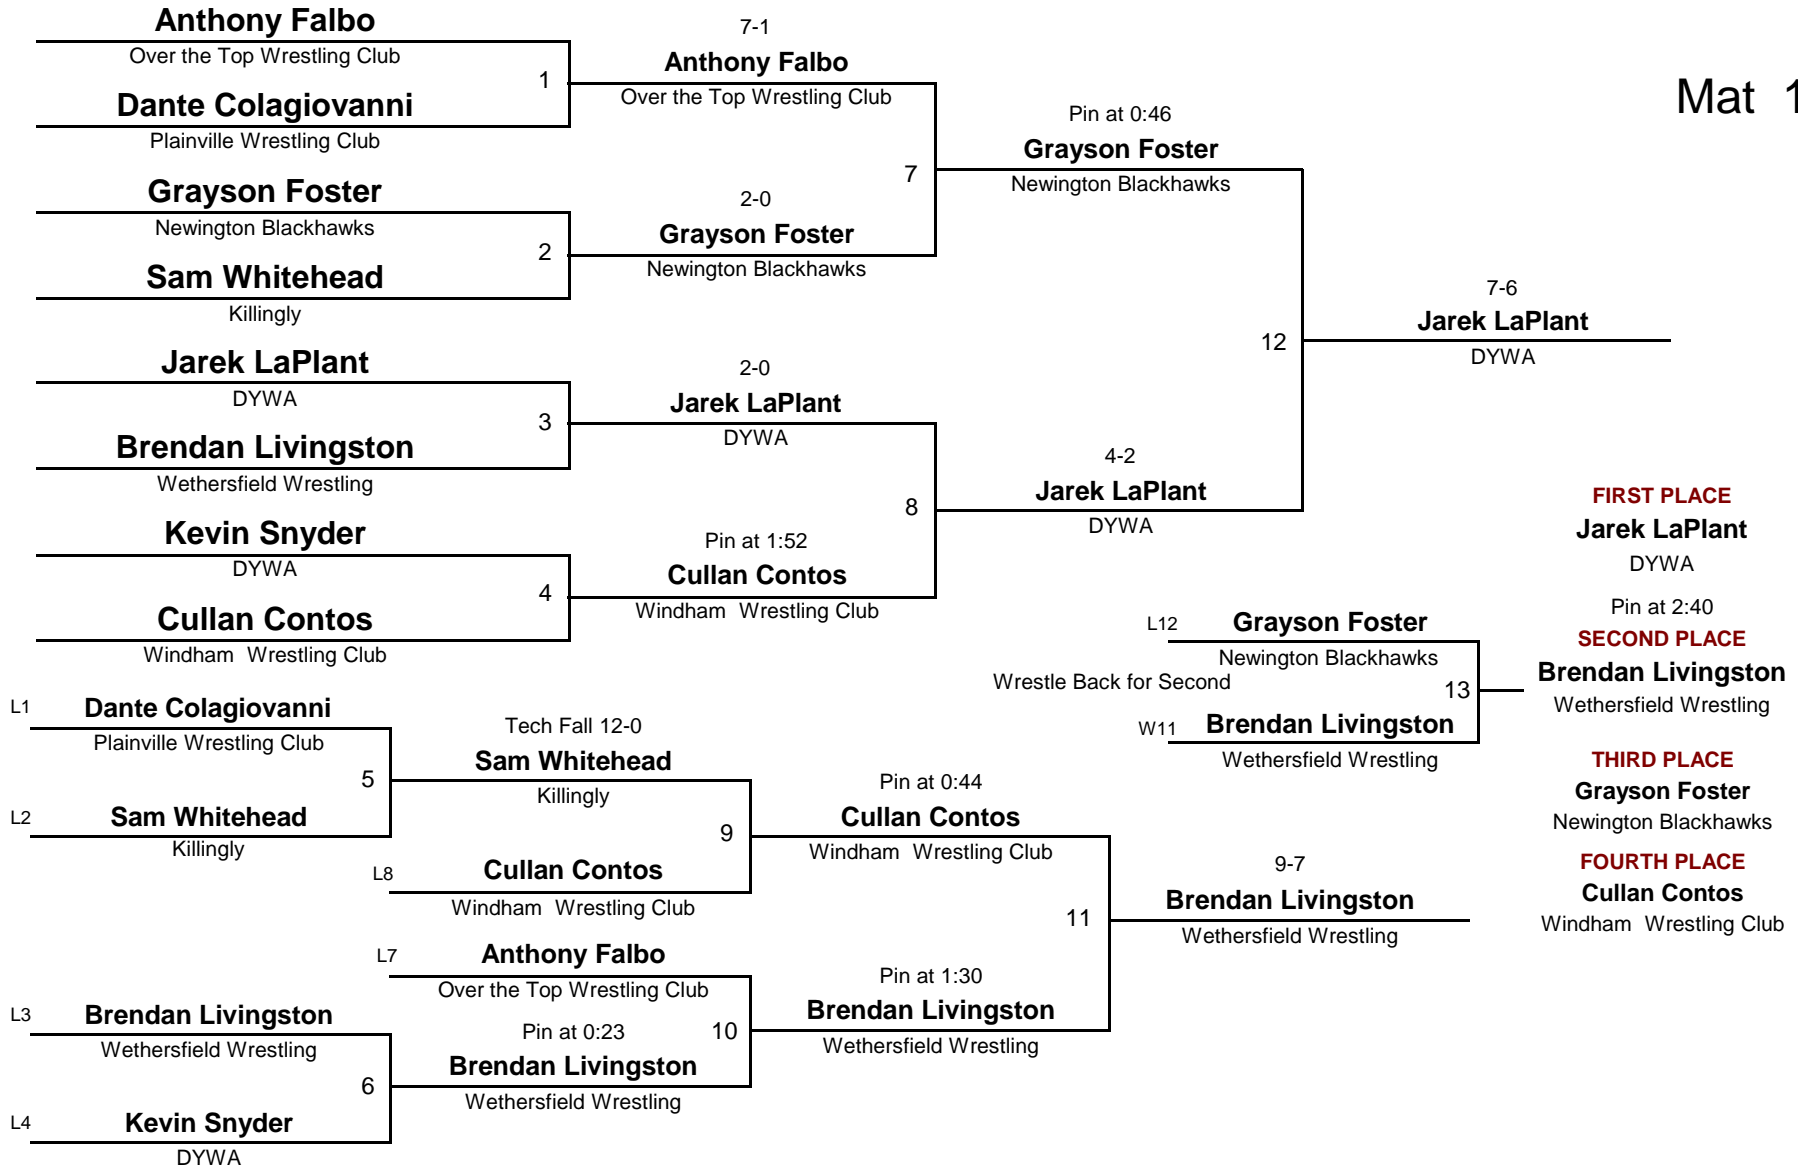 Anthony Falbo
Over the Top Wrestling Club
1
Dante Colagiovanni
Plainville Wrestling Club
Grayson Foster
Newington Blackhawks
2
Sam Whitehead
Killingly
Jarek LaPlant
DYWA
3
Brendan Livingston
Wethersfield Wrestling
Kevin Snyder
DYWA
4
Cullan Contos
Windham  Wrestling Club
7-1
Anthony Falbo
Over the Top Wrestling Club
7
2-0
Grayson Foster
Newington Blackhawks
2-0
Jarek LaPlant
DYWA
8
Pin at 1:52
Cullan Contos
Windham  Wrestling Club
Pin at 0:46
Grayson Foster
Newington Blackhawks
12
4-2
Jarek LaPlant
DYWA
Mat  1
7-6
Jarek LaPlant
DYWA
L1
Dante Colagiovanni
Plainville Wrestling Club
5
L2
Sam Whitehead
Killingly
L3
Brendan Livingston
Wethersfield Wrestling
6
L4
Kevin Snyder
DYWA
Tech Fall 12-0
Sam Whitehead
Killingly
9
L8
Cullan Contos
Windham  Wrestling Club
L7
Anthony Falbo
Over the Top Wrestling Club
10
Pin at 0:23
Brendan Livingston
Wethersfield Wrestling
Pin at 0:44
Cullan Contos
Windham  Wrestling Club
11
Pin at 1:30
Brendan Livingston
Wethersfield Wrestling
9-7
Brendan Livingston
Wethersfield Wrestling
L12
Grayson Foster
Newington Blackhawks
Wrestle Back for Second
13
W11
Brendan Livingston
Wethersfield Wrestling
FIRST PLACE
Jarek LaPlant
DYWA
Pin at 2:40
SECOND PLACE
Brendan Livingston
Wethersfield Wrestling
THIRD PLACE
Grayson Foster
Newington Blackhawks
FOURTH PLACE
Cullan Contos
Windham  Wrestling Club